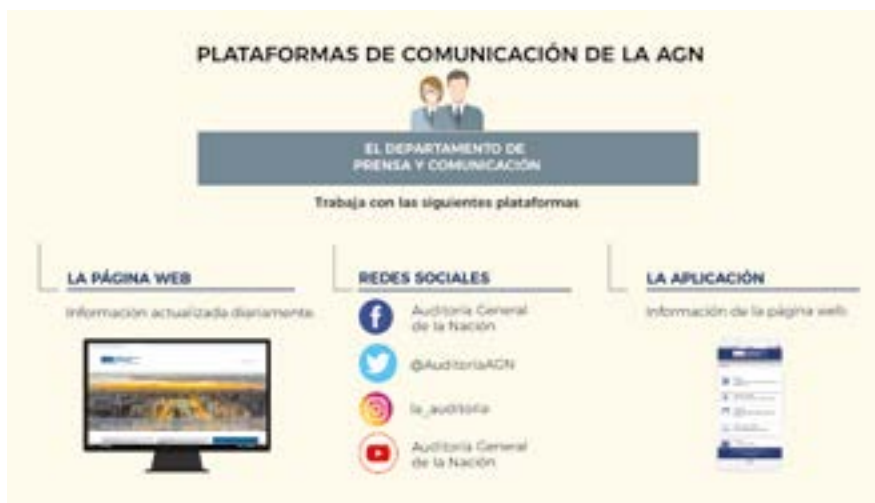 PLATAFORMAS DE COMUNICACIÓN DE LA AGN
EL DEPARTAMENTO DE
PRENSA Y COMUNICACIÓN
Trabaja con las siguientes plataformas
LA PÁGINA WEB
Información actualizada diariamente.
REDES SOCIALES
Auditoría General
de la Nación
@AuditoriaAGN
la_auditoria
Auditoría General
de la Nación
LA APLICACIÓN
Información de la página web.